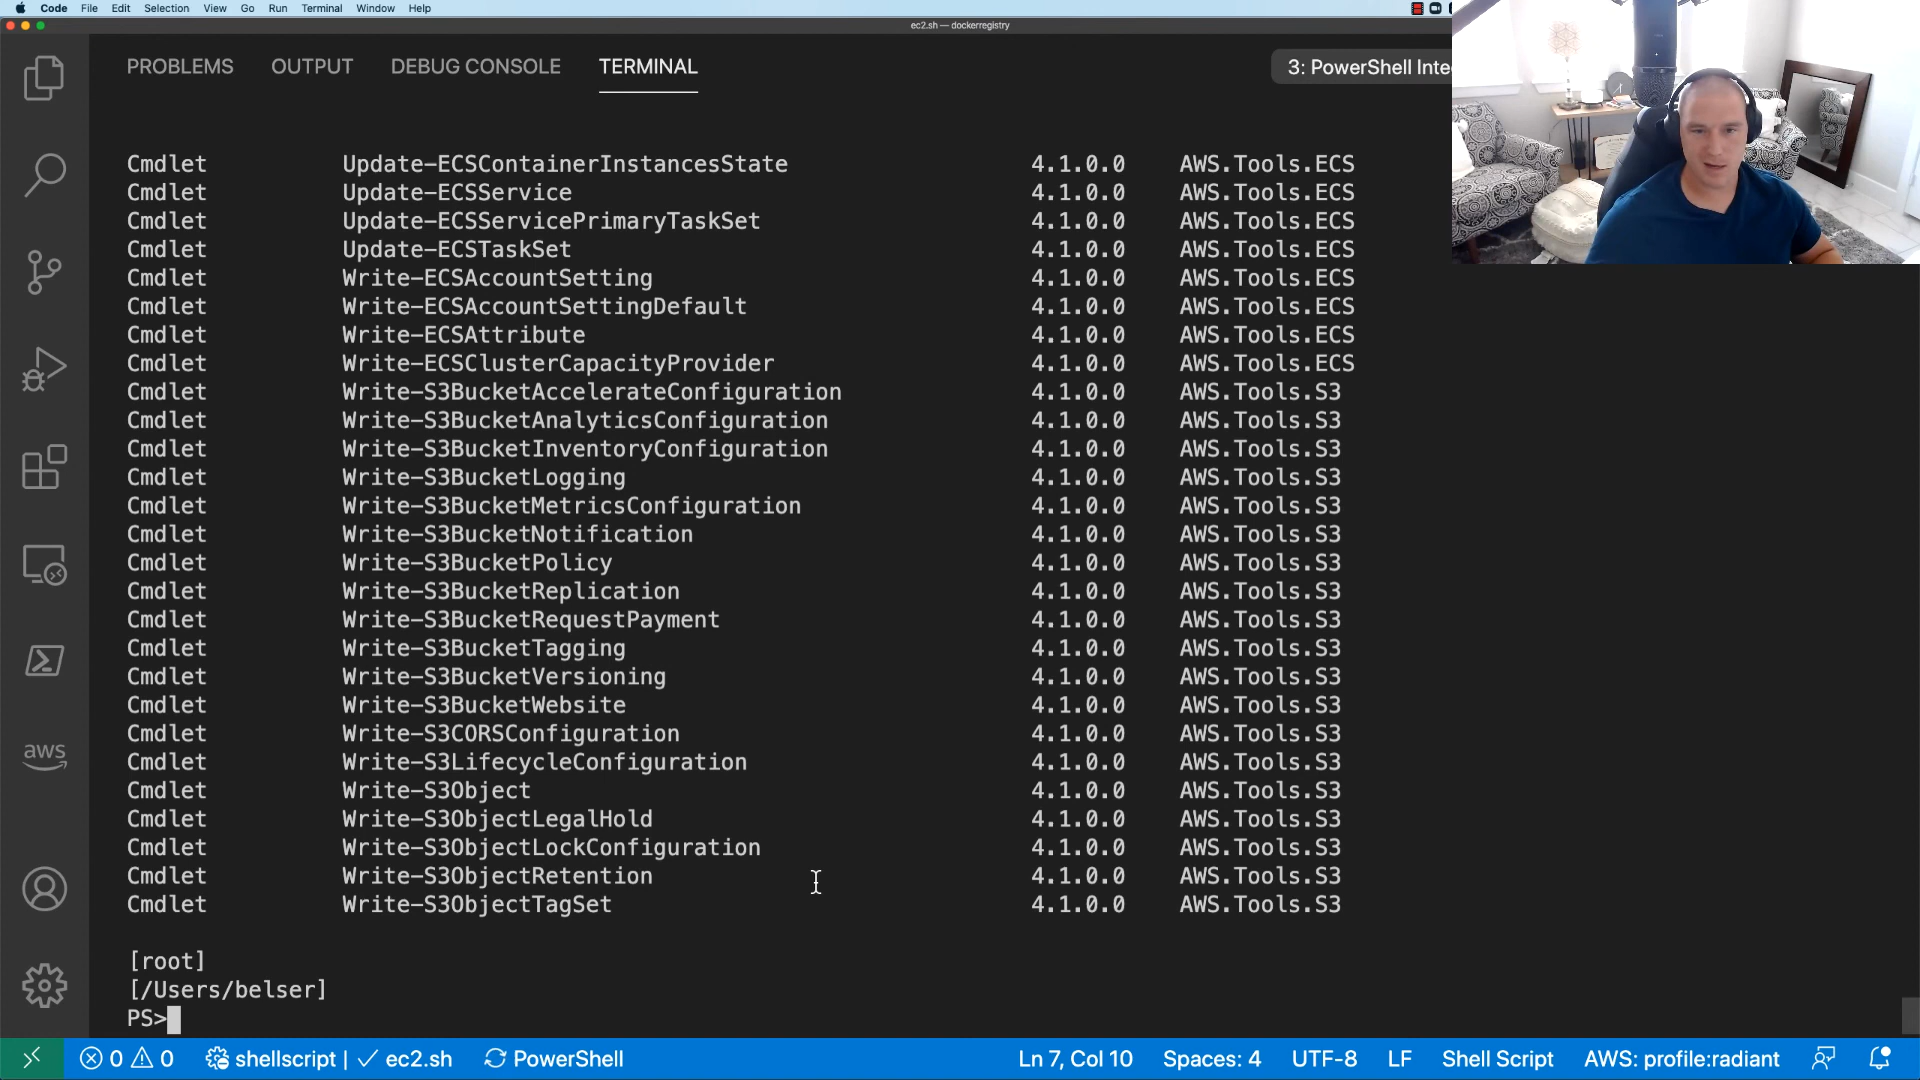 Code File Edit Selection View Go Run Terminal Window Help
ec2.sh — dockerregistry
PROBLEMS OUTPUT DEBUG CONSOLE TERMINAL 3: PowerShell Inte
Cmdlet Update-ECSContainerInstancesState 4.1.0.0 AWS.Tools.ECS
Cmdlet Update-ECSService 4.1.0.0 AWS.Tools.ECS
Cmdlet Update-ECSServicePrimaryTaskSet 4.1.0.0 AWS.Tools.ECS
Cmdlet Update-ECSTaskSet 4.1.0.0 AWS.Tools.ECS
Cmdlet Write-ECSAccountSetting 4.1.0.0 AWS.Tools.ECS
Cmdlet Write-ECSAccountSettingDefault 4.1.0.0 AWS.Tools.ECS
Cmdlet Write-ECSAttribute 4.1.0.0 AWS.Tools.ECS
Cmdlet Write-ECSClusterCapacityProvider 4.1.0.0 AWS.Tools.ECS
Cmdlet Write-S3BucketAccelerateConfiguration 4.1.0.0 AWS.Tools.S3
Cmdlet Write-S3BucketAnalyticsConfiguration 4.1.0.0 AWS.Tools.S3
Cmdlet Write-S3BucketInventoryConfiguration 4.1.0.0 AWS.Tools.S3
Cmdlet Write-S3BucketLogging 4.1.0.0 AWS.Tools.S3
Cmdlet Write-S3BucketMetricsConfiguration 4.1.0.0 AWS.Tools.S3
Cmdlet Write-S3BucketNotification 4.1.0.0 AWS.Tools.S3
Cmdlet Write-S3BucketPolicy 4.1.0.0 AWS.Tools.S3
Cmdlet Write-S3BucketReplication 4.1.0.0 AWS.Tools.S3
Cmdlet Write-S3BucketRequestPayment 4.1.0.0 AWS.Tools.S3
Cmdlet Write-S3BucketTagging 4.1.0.0 AWS.Tools.S3
Cmdlet Write-S3BucketVersioning 4.1.0.0 AWS.Tools.S3
Cmdlet Write-S3BucketWebsite 4.1.0.0 AWS.Tools.S3
Cmdlet Write-S3CORSConfiguration 4.1.0.0 AWS.Tools.S3
Cmdlet Write-S3LifecycleConfiguration 4.1.0.0 AWS.Tools.S3
Cmdlet Write-S3Object 4.1.0.0 AWS.Tools.S3
Cmdlet Write-S3ObjectLegalHold 4.1.0.0 AWS.Tools.S3
Cmdlet Write-S3ObjectLockConfiguration 4.1.0.0 AWS.Tools.S3
Cmdlet Write-S3ObjectRetention 4.1.0.0 AWS.Tools.S3
Cmdlet Write-S3ObjectTagSet 4.1.0.0 AWS.Tools.S3
aws
[root]
[/Users/belser]
PS>
0 0 shellscript | ✓ ec2.sh PowerShell Ln 7, Col 10 Spaces: 4 UTF-8 LF Shell Script AWS: profile:radiant